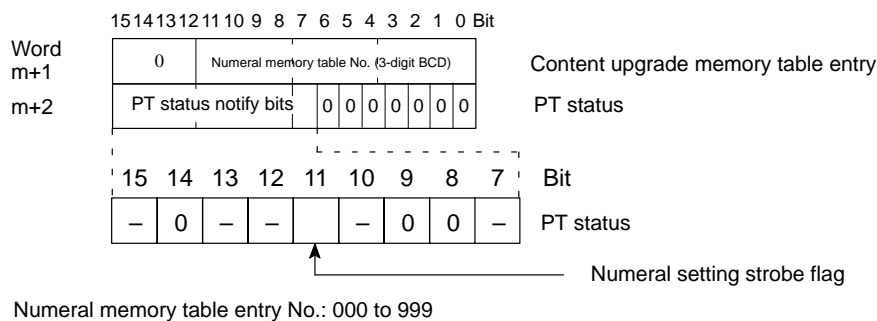 15 14 13 12 11 10 9 8 7 6 5 4 3 2 1 0 Bit
Word
m+1 0 Numeral memory table No. (3-digit BCD) Content upgrade memory table entry
m+2 PT status notify bits 0 0 0 0 0 0 0 PT status
15 14 13 12 11 10 9 8 7 Bit
– 0 – – – 0 0 – PT status
Numeral setting strobe flag
Numeral memory table entry No.: 000 to 999